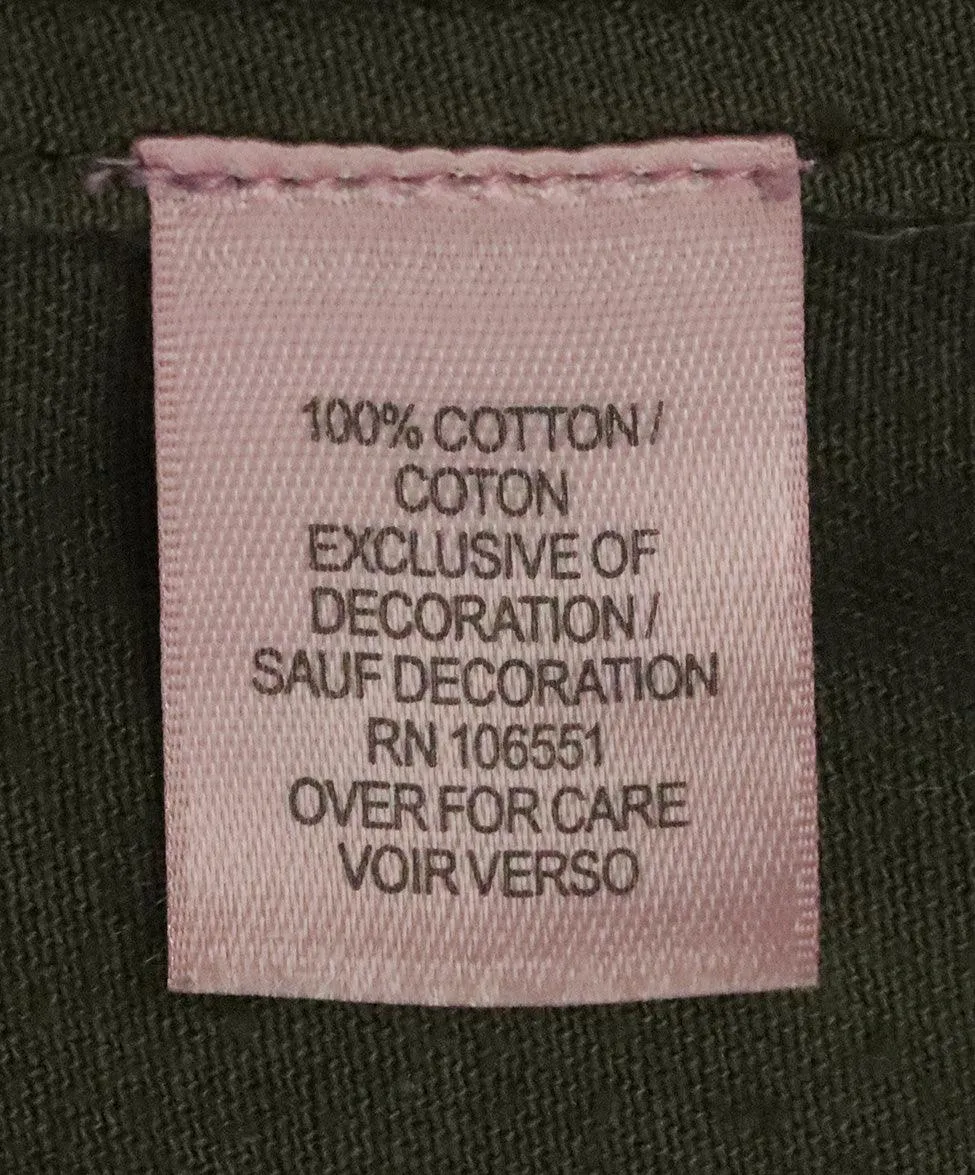 100% COTTON /
COTON
EXCLUSIVE OF
DECORATION /
SAUF DECORATION
RN 106551
OVER FOR CARE
VOIR VERSO